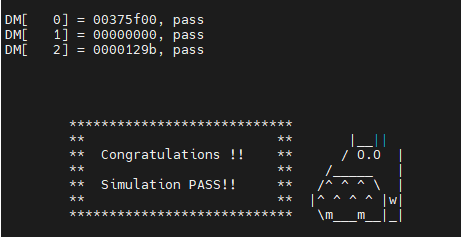 DM[   0] = 00375f00, pass
DM[   1] = 00000000, pass
DM[   2] = 0000129b, pass
        ****************************
        **                        **       |__||
        **  Congratulations !!    **      / O.O  |
        **                        **    /_____   |
        **  Simulation PASS!!     **   /^ ^ ^ \  |
        **                        **  |^ ^ ^ ^ |w|
        ****************************   \m___m__|_|